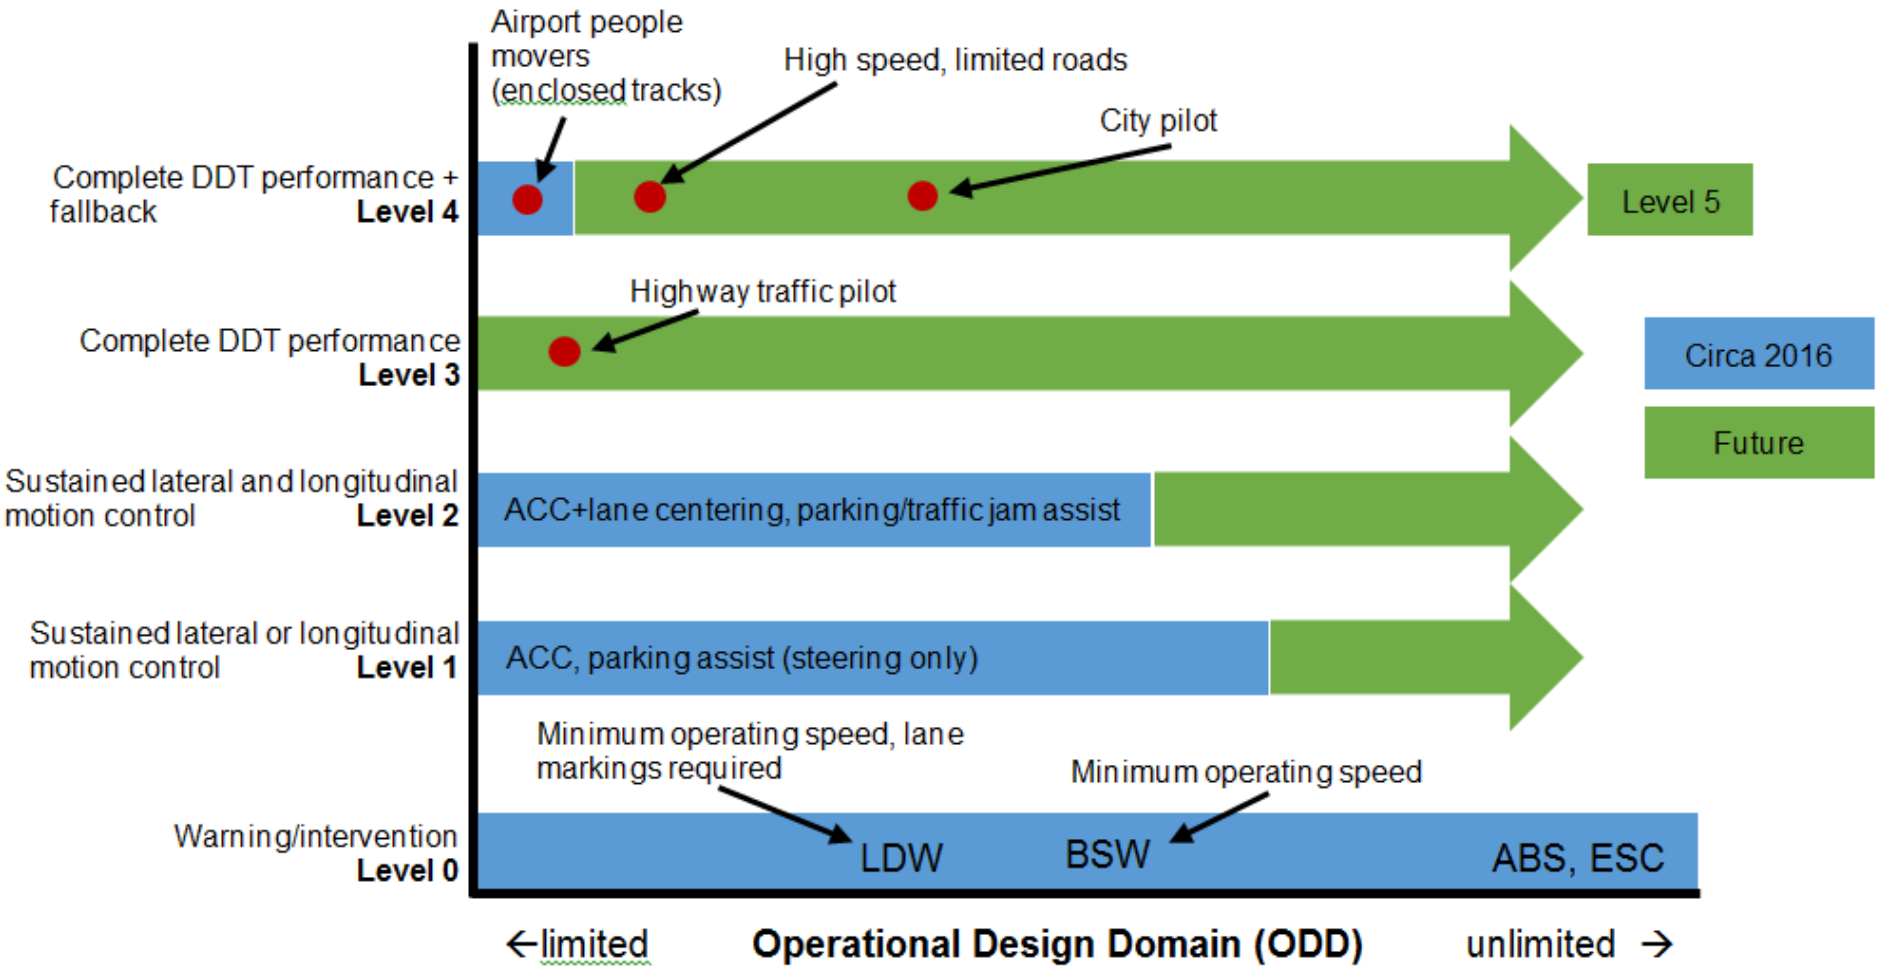 Airport people
movers
(enclosed tracks)
High speed, limited roads
City pilot
Complete DDT performance +
fallback Level 4
Level 5
Highway traffic pilot
Complete DDT performance
Level 3
Circa 2016
Future
Sustained lateral and longitudinal
motion control Level 2
ACC+lane centering, parking/traffic jam assist
Sustained lateral or longitudinal
motion control Level 1
ACC, parking assist (steering only)
Minimum operating speed, lane
markings required
Minimum operating speed
Warning/intervention
Level 0
LDW
BSW
ABS, ESC
←limited Operational Design Domain (ODD) unlimited →